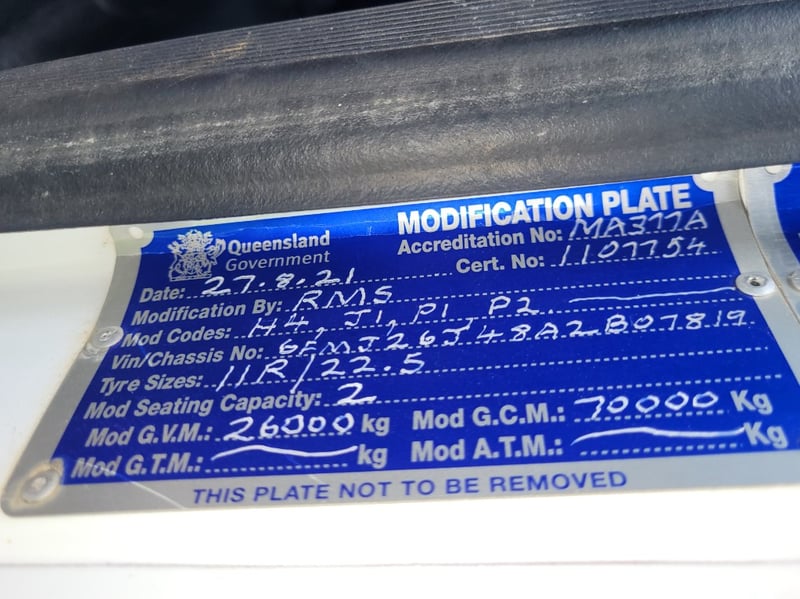 Queensland Government
MODIFICATION PLATE
Accreditation No: MA377A
Cert. No: 1107754
Date: 27.8.21
Modification By: RMS
Mod Codes: H4, J1, P1, P2
Vin/Chassis No: 6FMJ26J48A2B07819
Tyre Sizes: 11R/22.5
Mod Seating Capacity: 2
Mod G.V.M.: 26000 kg Mod G.C.M.: 70000 Kg
Mod G.T.M.: kg Mod A.T.M.: Kg
THIS PLATE NOT TO BE REMOVED